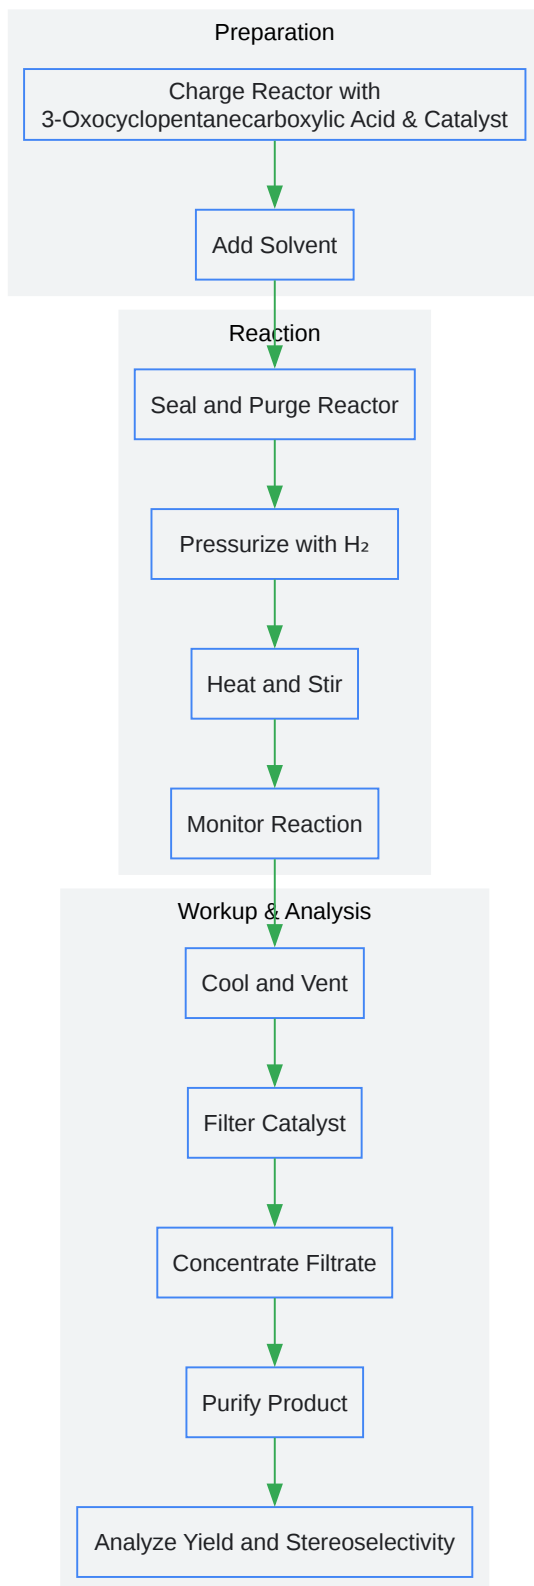 Preparation
Charge Reactor with
3-Oxocyclopentanecarboxylic Acid & Catalyst
Add Solvent
Reaction
Seal and Purge Reactor
Pressurize with H₂
Heat and Stir
Monitor Reaction
Workup & Analysis
Cool and Vent
Filter Catalyst
Concentrate Filtrate
Purify Product
Analyze Yield and Stereoselectivity